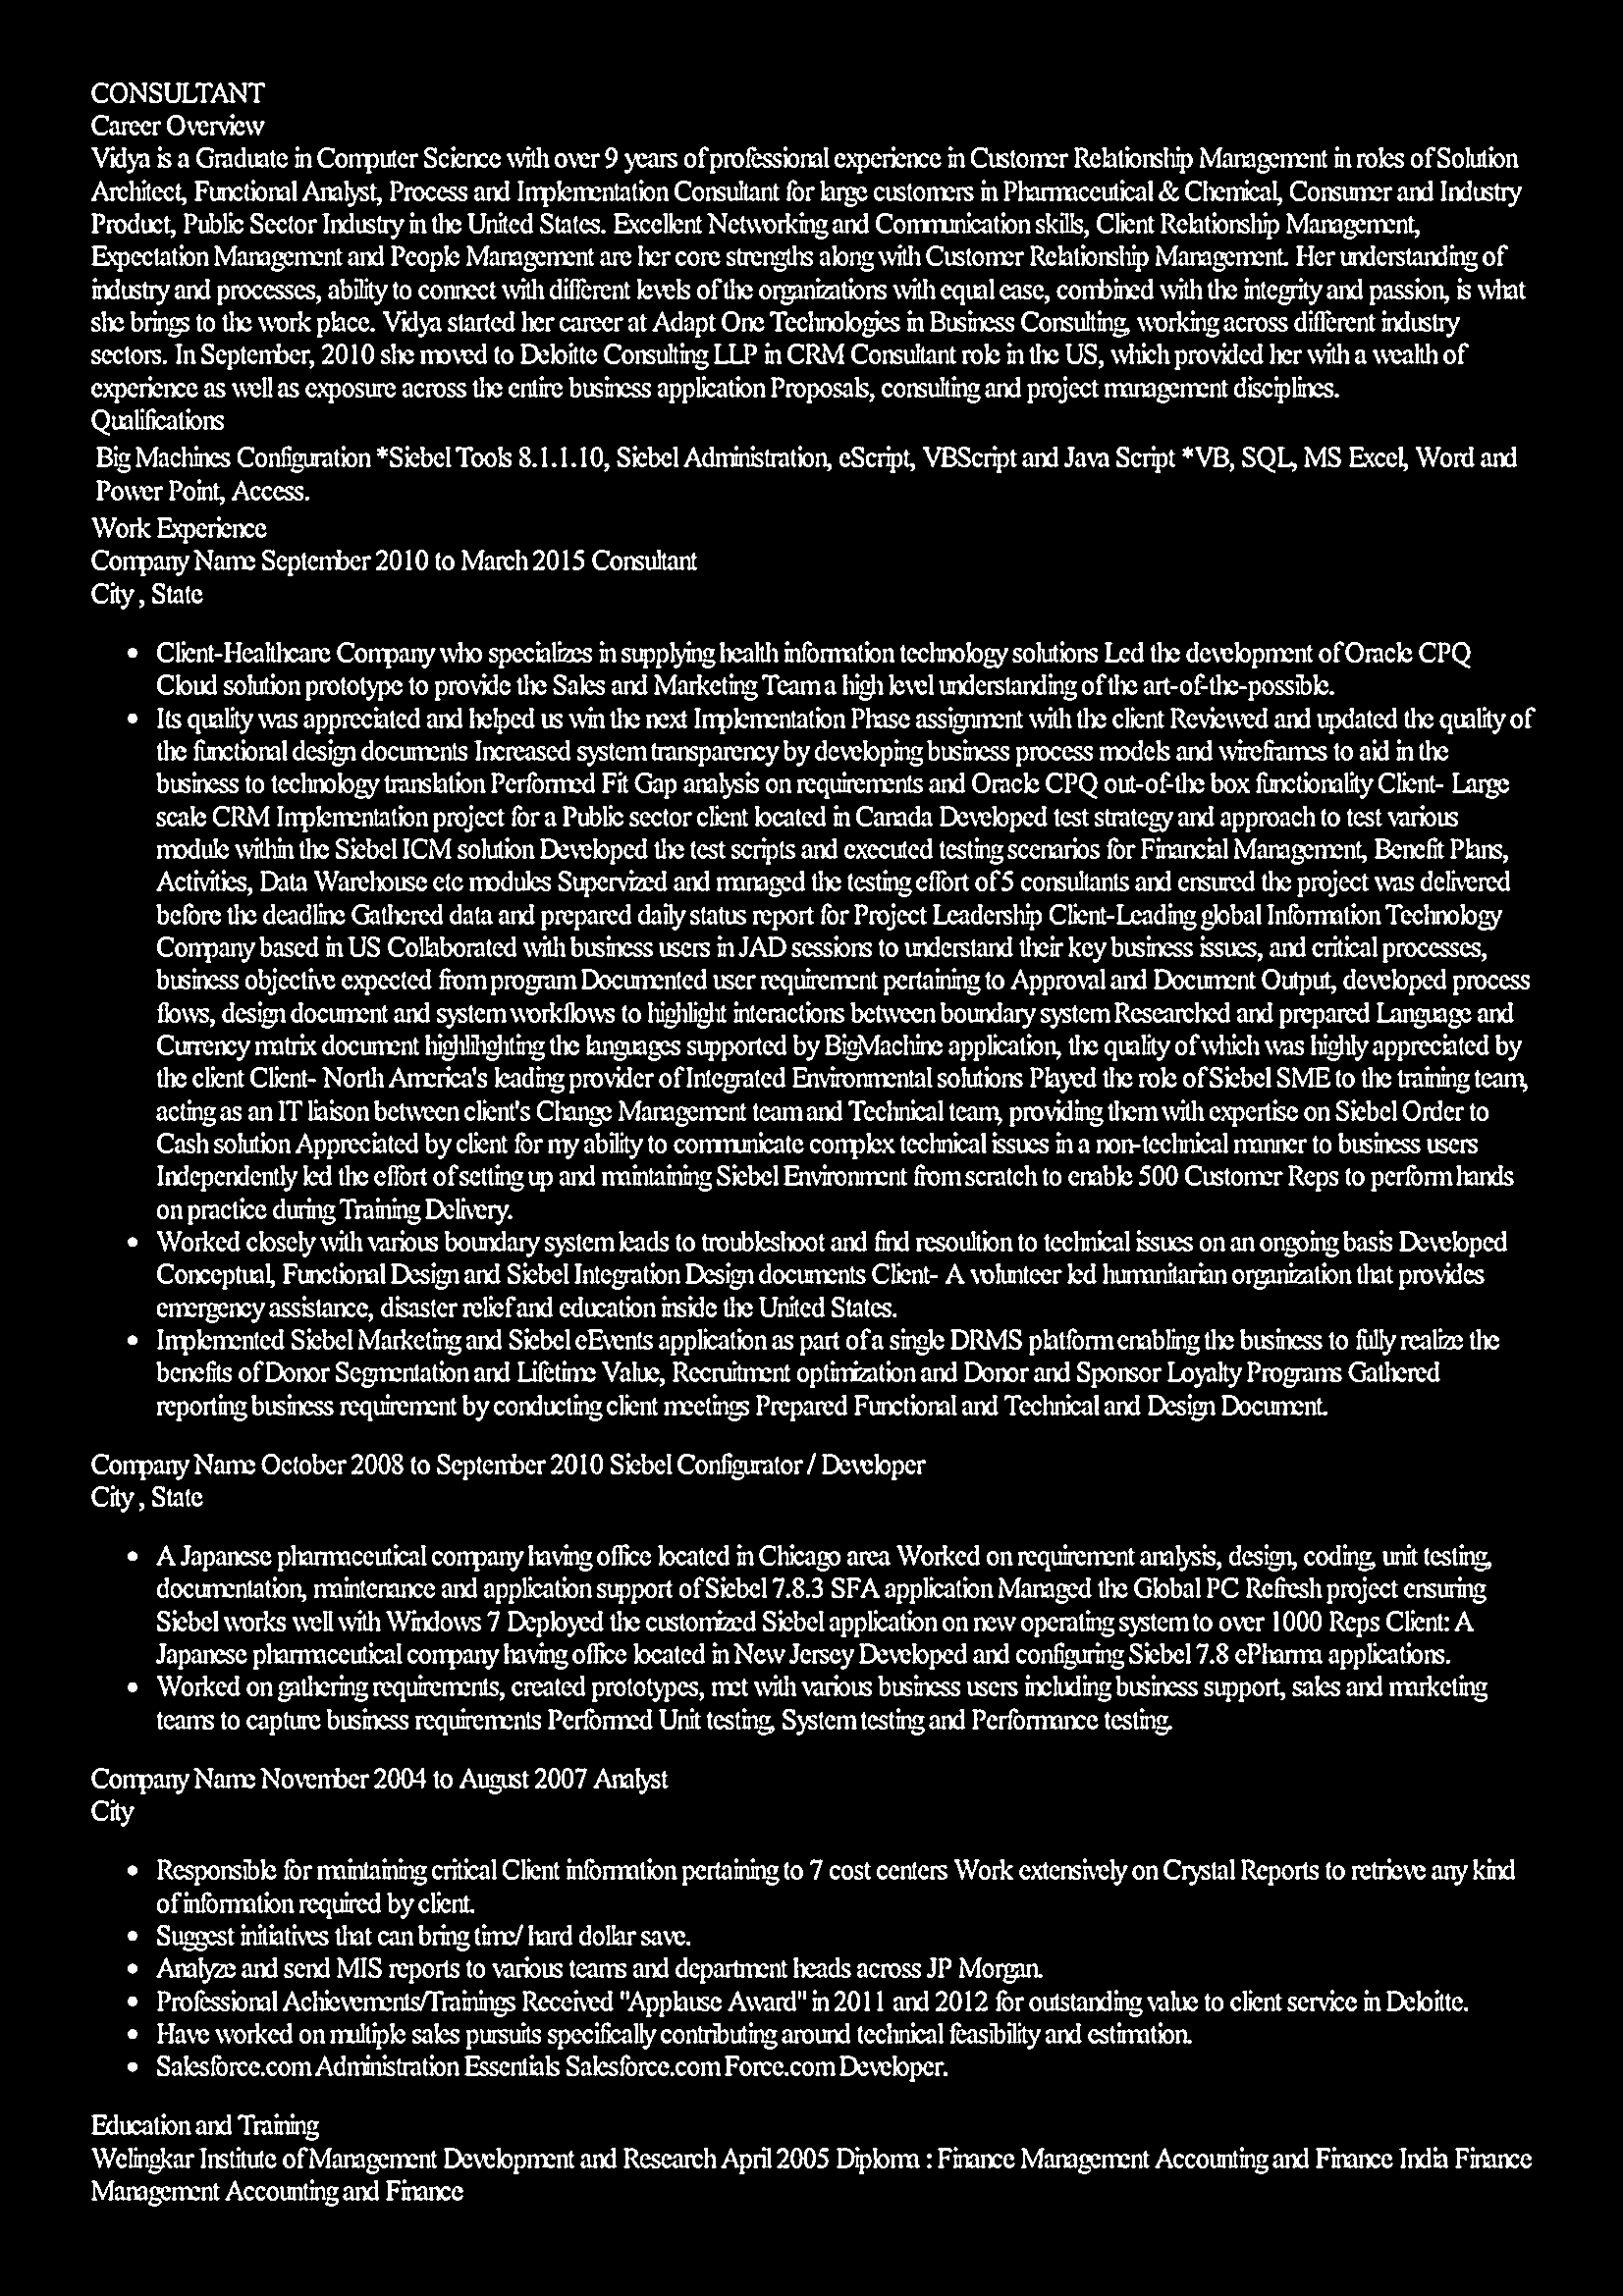 CONSULTANT
Career Overview
Vidya is a Graduate in Computer Science with over 9 years of professional experience in Customer Relationship Management in roles of Solution
Architect, Functional Analyst, Process and Implementation Consultant for large customers in Pharmaceutical & Chemical, Consumer and Industry
Product, Public Sector Industry in the United States. Excellent Networking and Communication skills, Client Relationship Management,
Expectation Management and People Management are her core strengths along with Customer Relationship Management. Her understanding of
industry and processes, ability to connect with different levels of the organizations with equal ease, combined with the integrity and passion, is what
she brings to the work place. Vidya started her career at Adapt One Technologies in Business Consulting, working across different industry
sectors. In September, 2010 she moved to Deloitte Consulting LLP in CRM Consultant role in the US, which provided her with a wealth of
experience as well as exposure across the entire business application Proposals, consulting and project management disciplines.
Qualifications
Big Machines Configuration *Siebel Tools 8.1.1.10, Siebel Administration, eScript, VBScript and Java Script *VB, SQL, MS Excel, Word and
Power Point, Access.
Work Experience
Company Name September 2010 to March 2015 Consultant
City , State
• Client-Healthcare Company who specializes in supplying health information technology solutions Led the development of Oracle CPQ
Cloud solution prototype to provide the Sales and Marketing Team a high level understanding of the art-of-the-possible.
• Its quality was appreciated and helped us win the next Implementation Phase assignment with the client Reviewed and updated the quality of
the functional design documents Increased system transparency by developing business process models and wireframes to aid in the
business to technology translation Performed Fit Gap analysis on requirements and Oracle CPQ out-of-the box functionality Client- Large
scale CRM Implementation project for a Public sector client located in Canada Developed test strategy and approach to test various
module within the Siebel ICM solution Developed the test scripts and executed testing scenarios for Financial Management, Benefit Plans,
Activities, Data Warehouse etc modules Supervized and managed the testing effort of 5 consultants and ensured the project was delivered
before the deadline Gathered data and prepared daily status report for Project Leadership Client-Leading global Information Technology
Company based in US Collaborated with business users in JAD sessions to understand their key business issues, and critical processes,
business objective expected from program Documented user requirement pertaining to Approval and Document Output, developed process
flows, design document and system workflows to highlight interactions between boundary system Researched and prepared Language and
Currency matrix document highlihghting the languages supported by BigMachine application, the quality of which was highly appreciated by
the client Client- North America's leading provider of Integrated Environmental solutions Played the role of Siebel SME to the training team,
acting as an IT liaison between client's Change Management team and Technical team, providing them with expertise on Siebel Order to
Cash solution Appreciated by client for my ability to communicate complex technical issues in a non-technical manner to business users
Independently led the effort of setting up and maintaining Siebel Environment from scratch to enable 500 Customer Reps to perform hands
on practice during Training Delivery.
• Worked closely with various boundary system leads to troubleshoot and find resoultion to technical issues on an ongoing basis Developed
Conceptual, Functional Design and Siebel Integration Design documents Client- A volunteer led humanitarian organization that provides
emergency assistance, disaster relief and education inside the United States.
• Implemented Siebel Marketing and Siebel eEvents application as part of a single DRMS platform enabling the business to fully realize the
benefits of Donor Segmentation and Lifetime Value, Recruitment optimization and Donor and Sponsor Loyalty Programs Gathered
reporting business requirement by conducting client meetings Prepared Functional and Technical and Design Document.
Company Name October 2008 to September 2010 Siebel Configurator / Developer
City , State
• A Japanese pharmaceutical company having office located in Chicago area Worked on requirement analysis, design, coding, unit testing,
documentation, maintenance and application support of Siebel 7.8.3 SFA application Managed the Global PC Refresh project ensuring
Siebel works well with Windows 7 Deployed the customized Siebel application on new operating system to over 1000 Reps Client: A
Japanese pharmaceutical company having office located in New Jersey Developed and configuring Siebel 7.8 ePharma applications.
• Worked on gathering requirements, created prototypes, met with various business users including business support, sales and marketing
teams to capture business requirements Performed Unit testing, System testing and Performance testing.
Company Name November 2004 to August 2007 Analyst
City
• Responsible for maintaining critical Client information pertaining to 7 cost centers Work extensively on Crystal Reports to retrieve any kind
of information required by client.
• Suggest initiatives that can bring time/ hard dollar save.
• Analyze and send MIS reports to various teams and department heads across JP Morgan.
• Professional Achievements/Trainings Received "Applause Award" in 2011 and 2012 for outstanding value to client service in Deloitte.
• Have worked on multiple sales pursuits specifically contributing around technical feasibility and estimation.
• Salesforce.com Administration Essentials Salesforce.com Force.com Developer.
Education and Training
Welingkar Institute of Management Development and Research April 2005 Diploma : Finance Management Accounting and Finance India Finance
Management Accounting and Finance